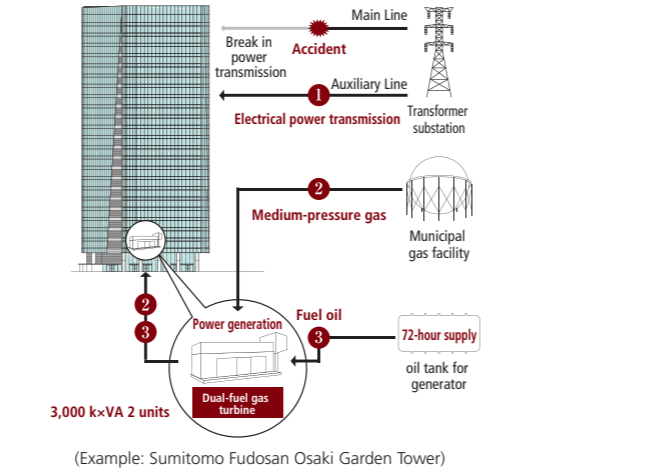 Main Line
Break in
power
transmission
Accident
1
Auxiliary Line
Electrical power transmission
Transformer
substation
2
Medium-pressure gas
Municipal
gas facility
2
3
Power generation
Fuel oil
3
72-hour supply
oil tank for
generator
Dual-fuel gas
turbine
3,000 k×VA 2 units
(Example: Sumitomo Fudosan Osaki Garden Tower)